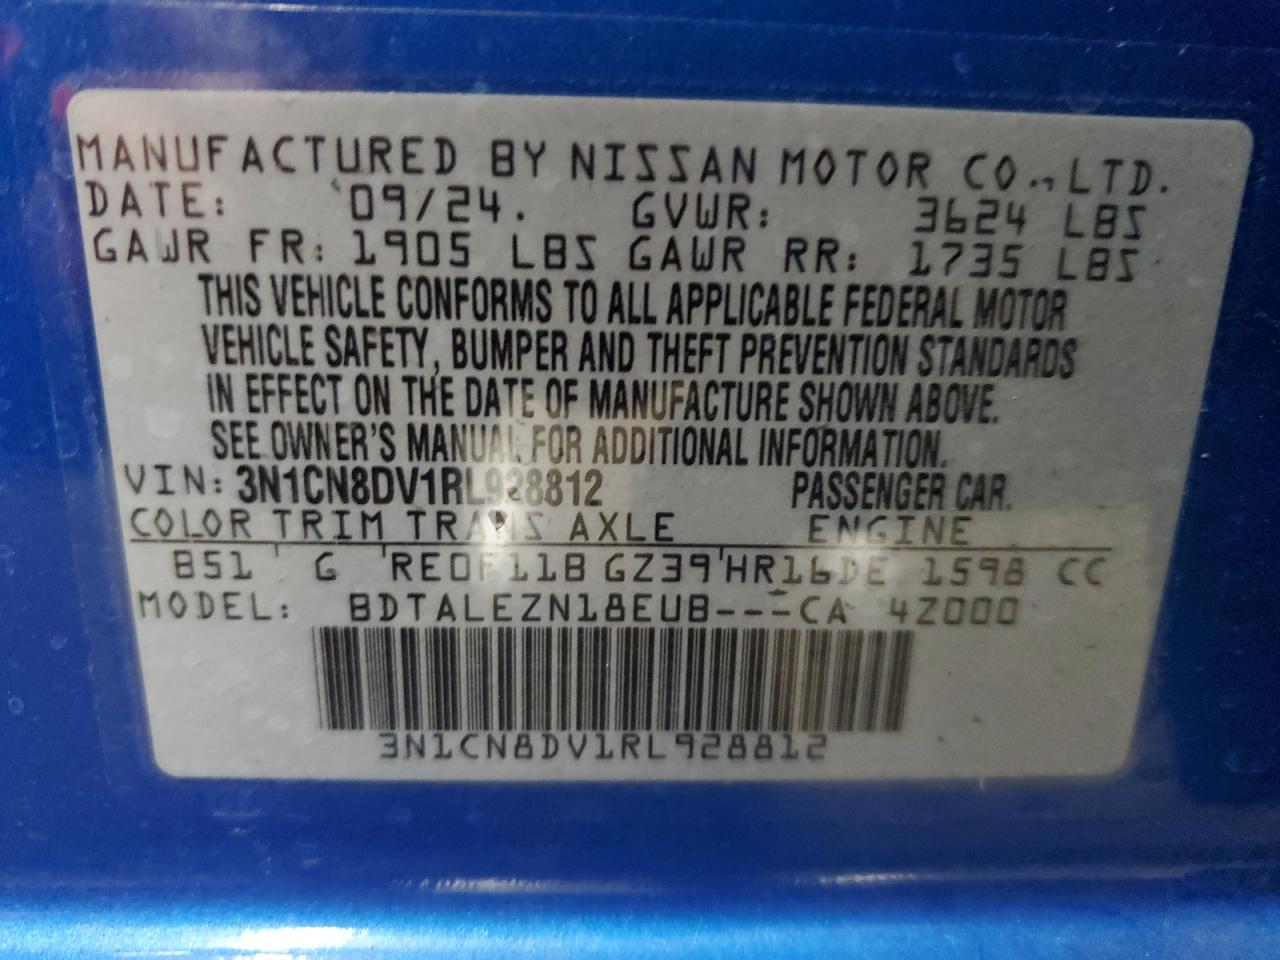 MANUFACTURED BY NISSAN MOTOR CO., LTD.
DATE: 09/24. GVWR: 3624 LBS
GAWR FR: 1905 LBS GAWR RR: 1735 LBS
THIS VEHICLE CONFORMS TO ALL APPLICABLE FEDERAL MOTOR
VEHICLE SAFETY, BUMPER AND THEFT PREVENTION STANDARDS
IN EFFECT ON THE DATE OF MANUFACTURE SHOWN ABOVE.
SEE OWNER'S MANUAL FOR ADDITIONAL INFORMATION.
VIN: 3N1CN8DV1RL928812 PASSENGER CAR.
COLOR TRIM TRANS AXLE ENGINE
B51 G RE0F11B GZ39 HR16DE 1598 CC
MODEL: BDTALEZN18EUB---CA 4Z000
3N1CN8DV1RL928812